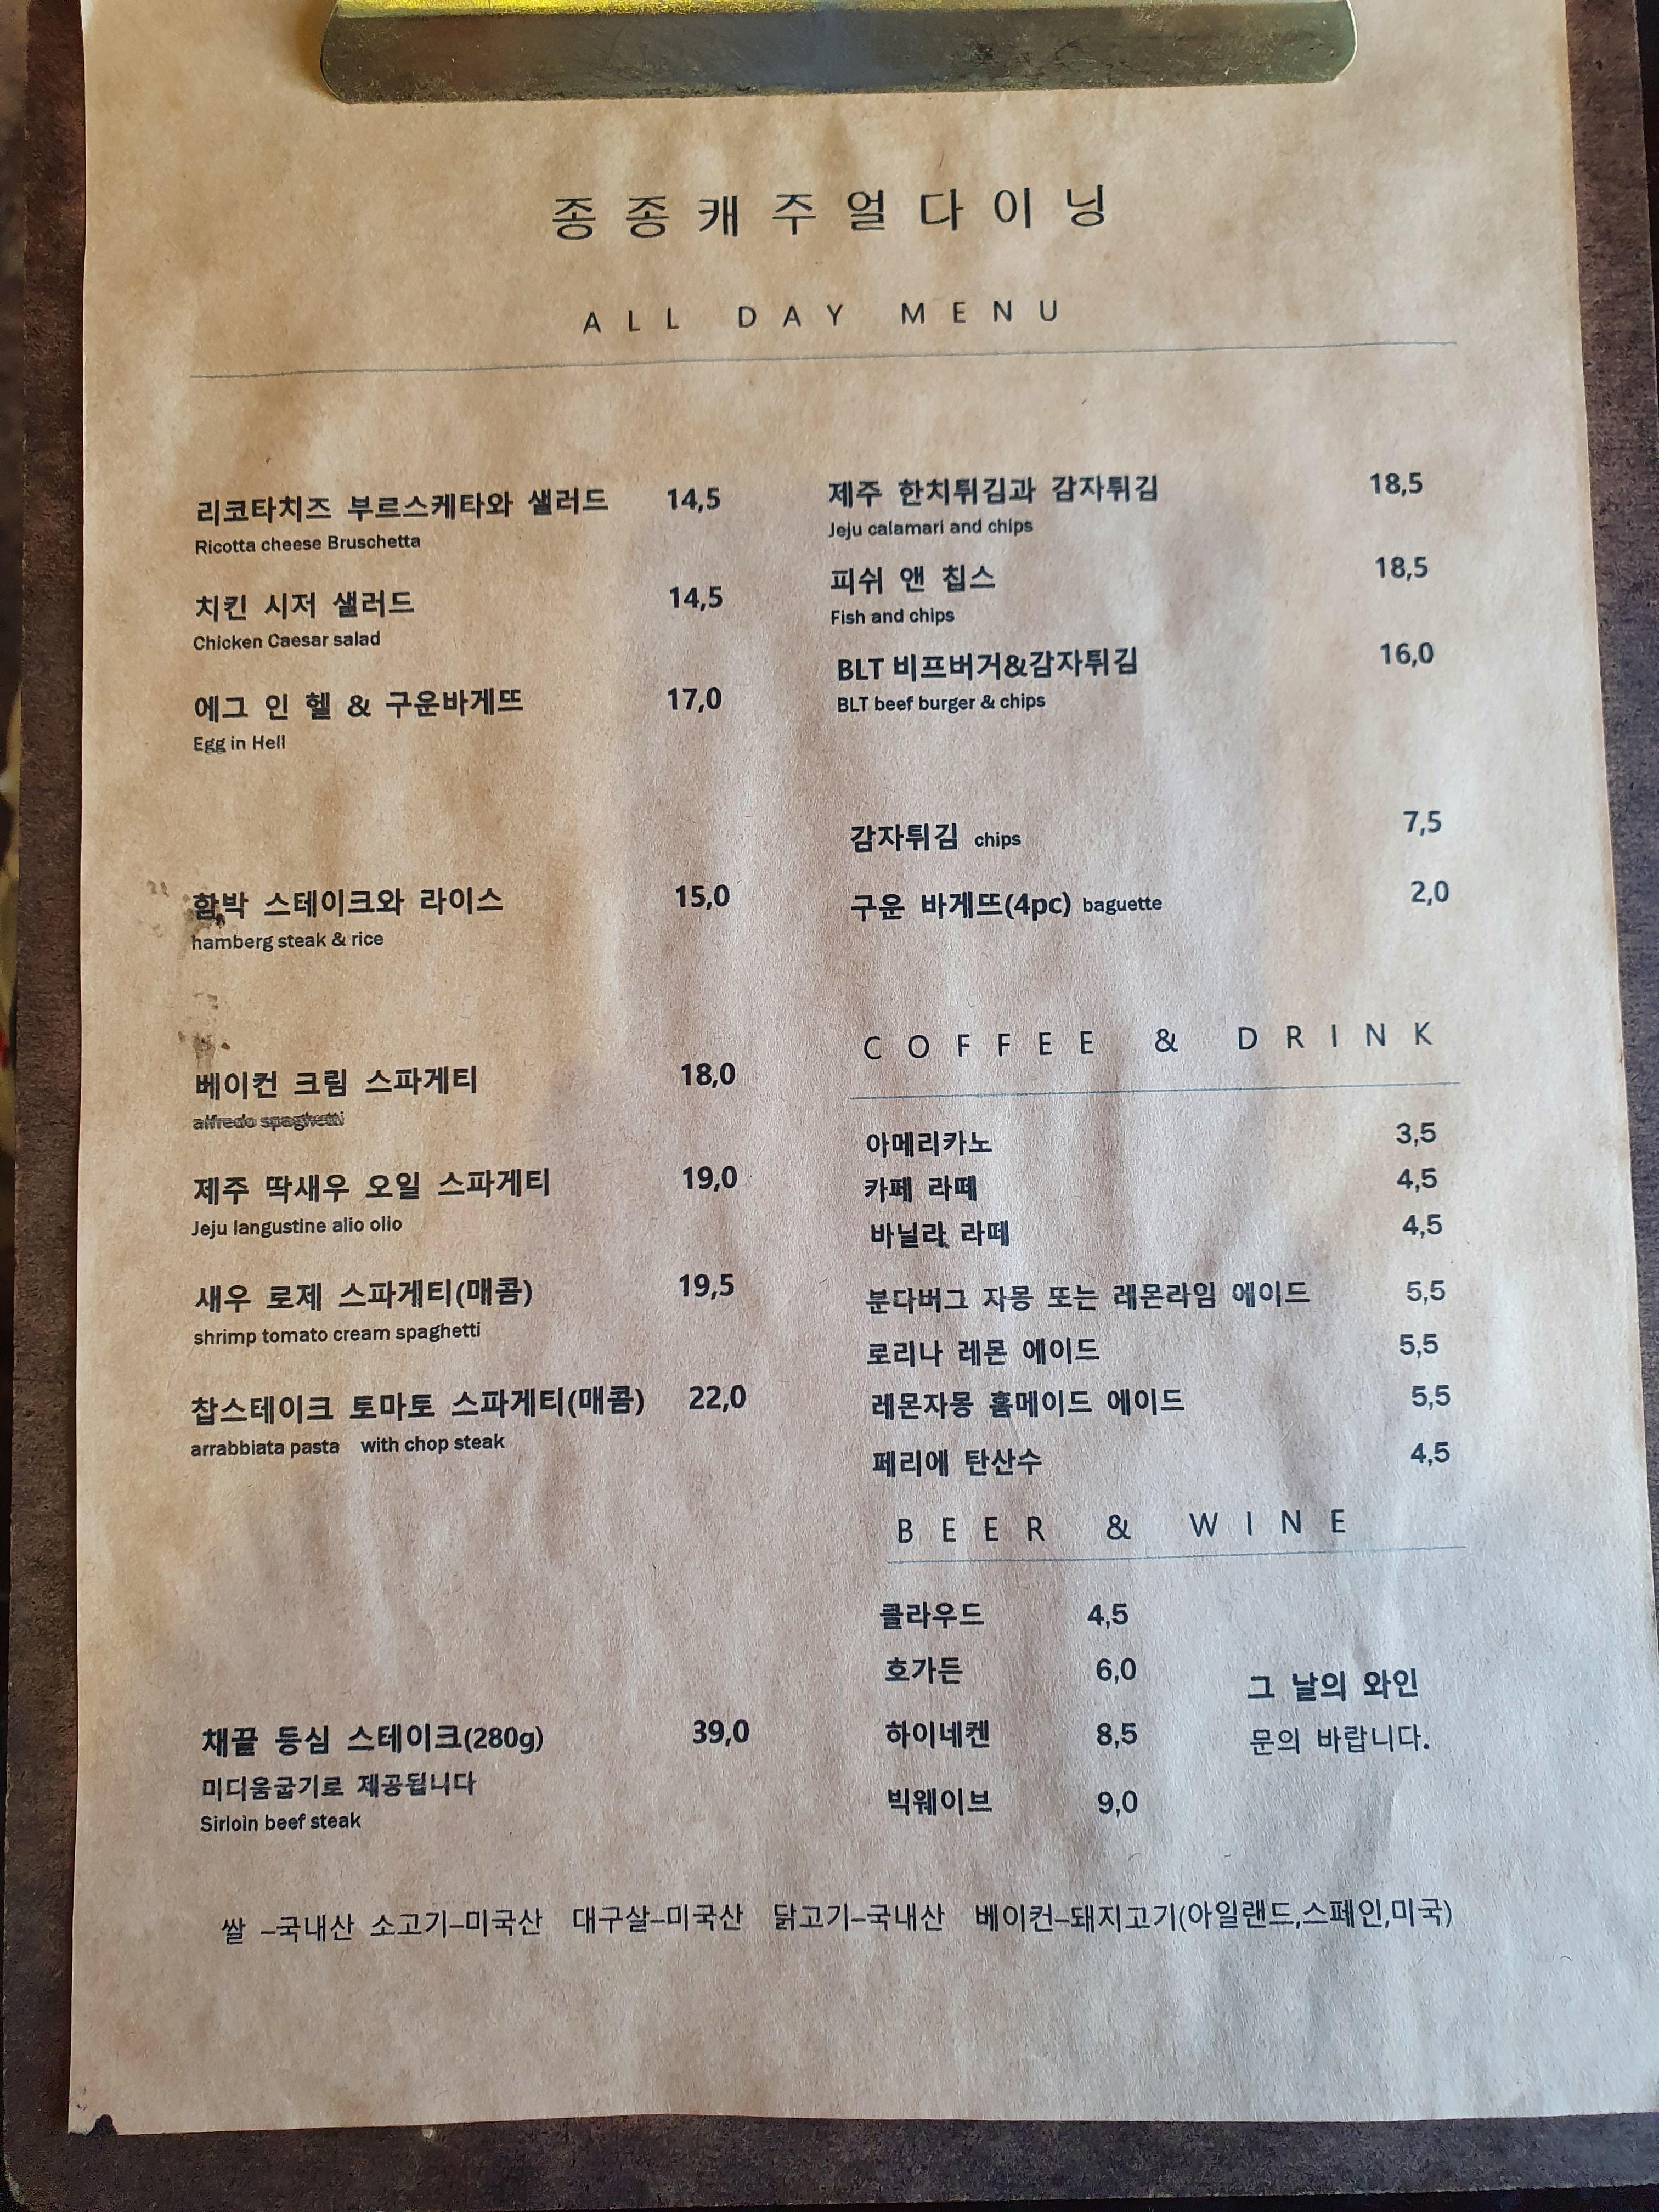 종종캐주얼다이닝
ALL DAY MENU
리코타치즈 부르스케타와 샐러드 14,5
Ricotta cheese Bruschetta
치킨 시저 샐러드 14,5
Chicken Caesar salad
에그 인 헬 & 구운바게뜨 17,0
Egg in Hell
함박 스테이크와 라이스 15,0
hamberg steak & rice
베이컨 크림 스파게티 18,0
alfredo spaghetti
제주 딱새우 오일 스파게티 19,0
Jeju langustine alio olio
새우 로제 스파게티(매콤) 19,5
shrimp tomato cream spaghetti
찹스테이크 토마토 스파게티(매콤) 22,0
arrabbiata pasta with chop steak
채끝 등심 스테이크(280g) 39,0
미디움굽기로 제공됩니다
Sirloin beef steak
제주 한치튀김과 감자튀김 18,5
Jeju calamari and chips
피쉬 앤 칩스 18,5
Fish and chips
BLT 비프버거&감자튀김 16,0
BLT beef burger & chips
감자튀김 chips 7,5
구운 바게뜨(4pc) baguette 2,0
COFFEE & DRINK
아메리카노 3,5
카페 라떼 4,5
바닐라 라떼 4,5
분다버그 자몽 또는 레몬라임 에이드 5,5
로리나 레몬 에이드 5,5
레몬자몽 홈메이드 에이드 5,5
페리에 탄산수 4,5
BEER & WINE
클라우드 4,5
호가든 6,0
하이네켄 8,5
빅웨이브 9,0
그 날의 와인
문의 바랍니다.
쌀 –국내산 소고기–미국산 대구살–미국산 닭고기–국내산 베이컨–돼지고기(아일랜드,스페인,미국)